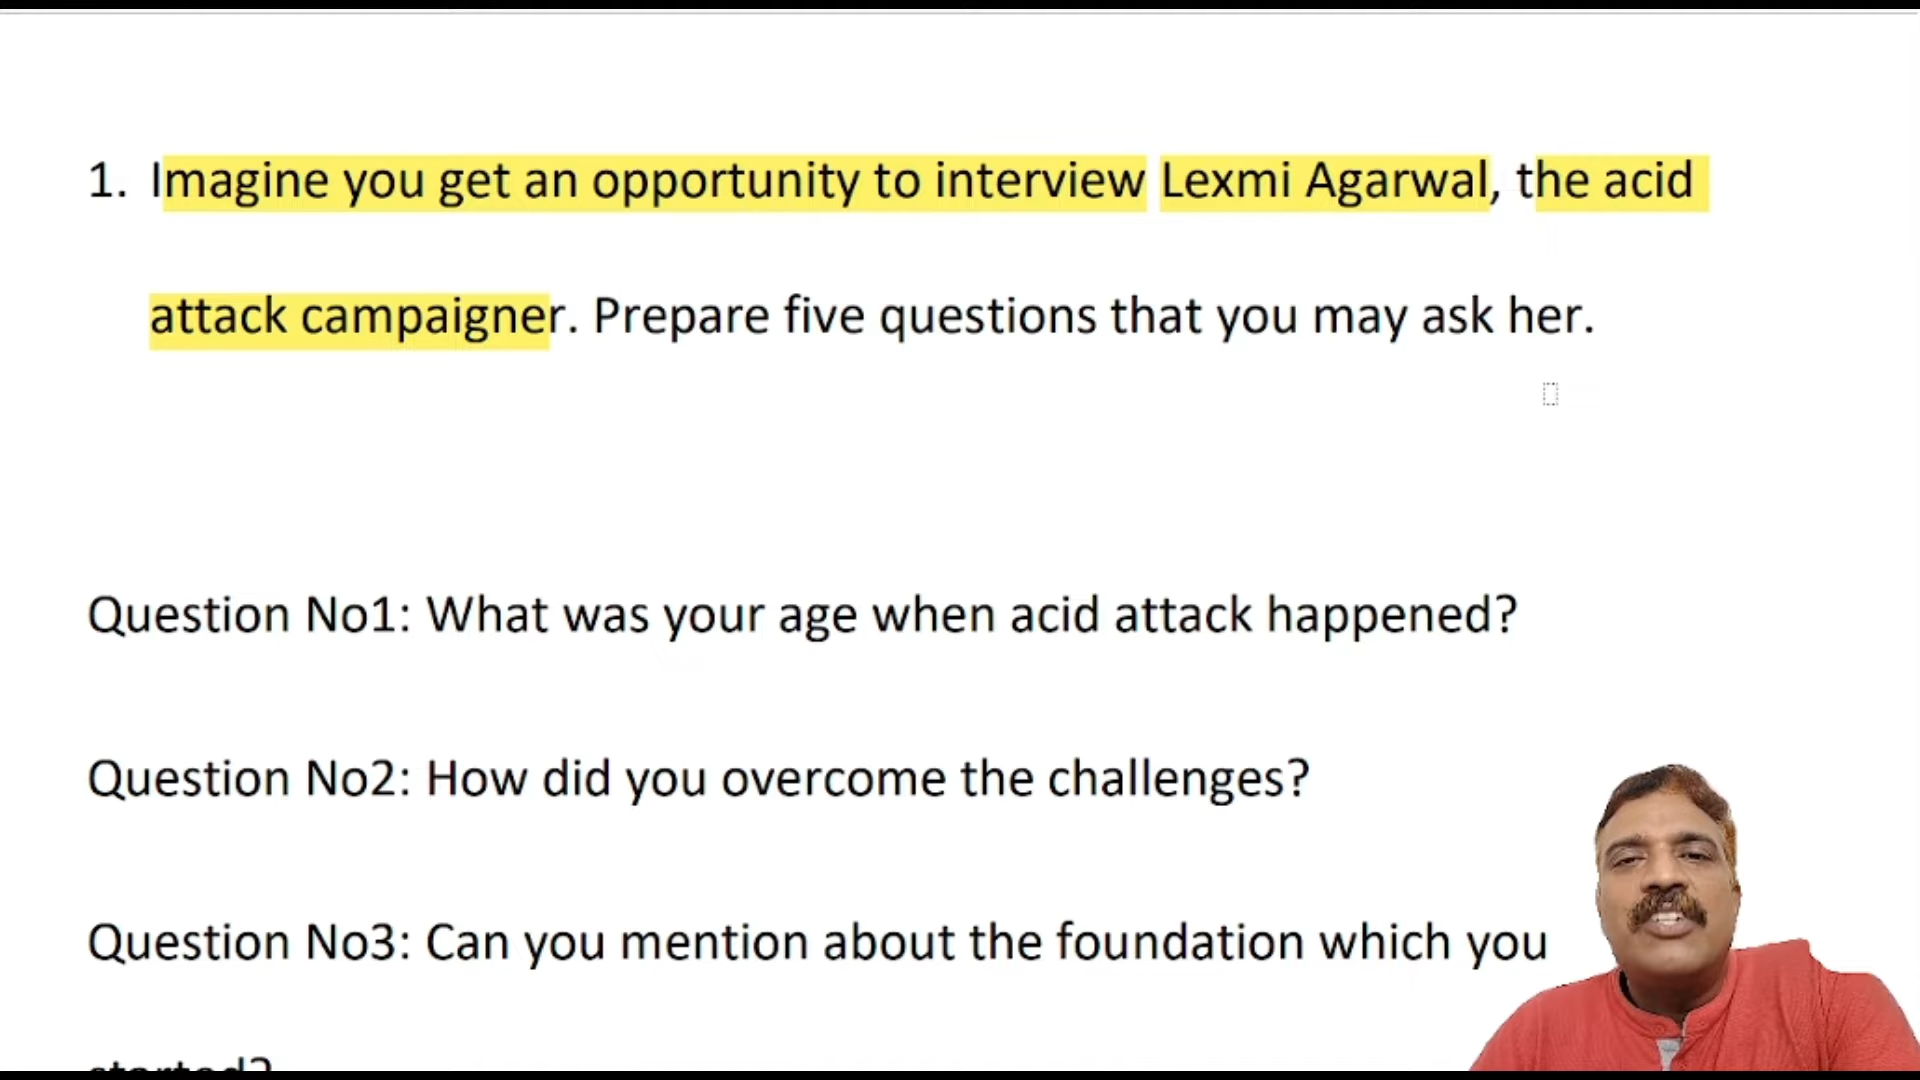 1. Imagine you get an opportunity to interview Lexmi Agarwal, the acid
attack campaigner. Prepare five questions that you may ask her.
Question No1: What was your age when acid attack happened?
Question No2: How did you overcome the challenges?
Question No3: Can you mention about the foundation which you
started?